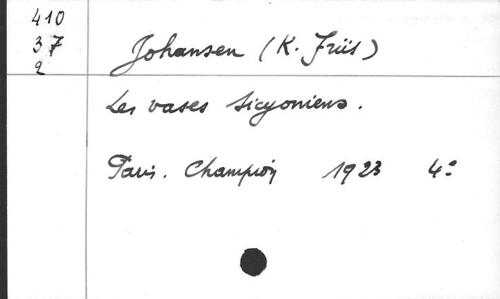 410
37
2
Johansen (K. Friis)
Les vases sicyoniens.
Paris. Champion 1923 4°